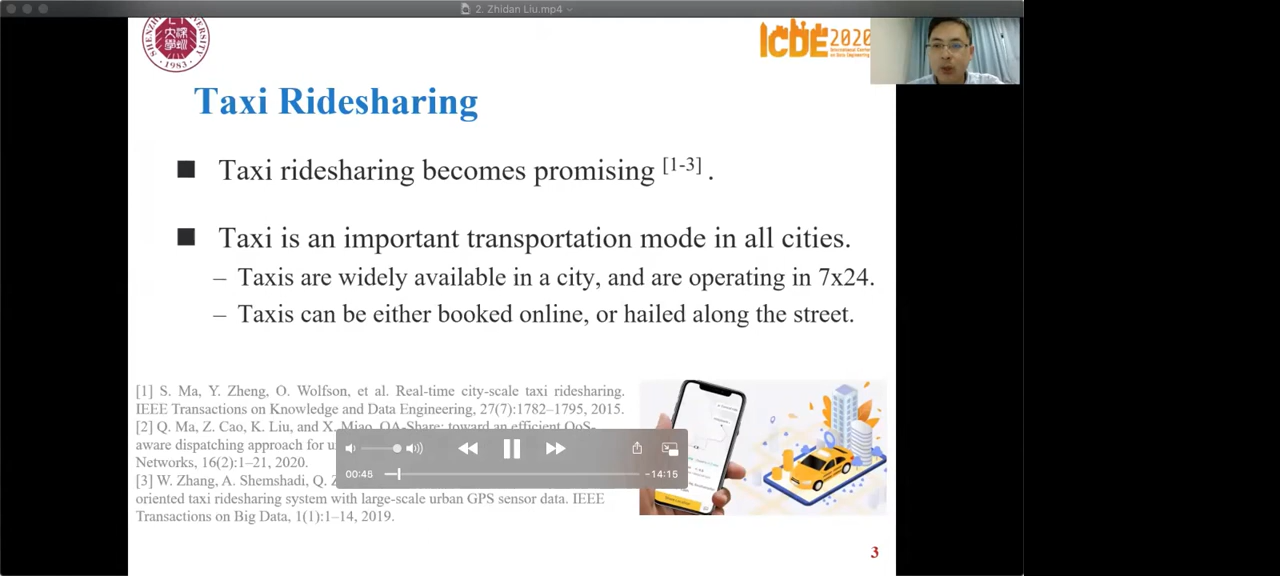 2. Zhidan Liu.mp4
1983
ICDE 2020
Taxi Ridesharing
■ Taxi ridesharing becomes promising [1-3] .
■ Taxi is an important transportation mode in all cities.
– Taxis are widely available in a city, and are operating in 7x24.
– Taxis can be either booked online, or hailed along the street.
[1] S. Ma, Y. Zheng, O. Wolfson, et al. Real-time city-scale taxi ridesharing.
IEEE Transactions on Knowledge and Data Engineering, 27(7):1782–1795, 2015.
[2] Q. Ma, Z. Cao, K. Liu, and X. Miao. QA-Share: toward an efficient QoS-
aware dispatching approach for
Networks, 16(2):1–21, 2020.
[3] W. Zhang, A. Shemshadi, Q.
oriented taxi ridesharing system with large-scale urban GPS sensor data. IEEE
Transactions on Big Data, 1(1):1–14, 2019.
00:45
-14:15
3